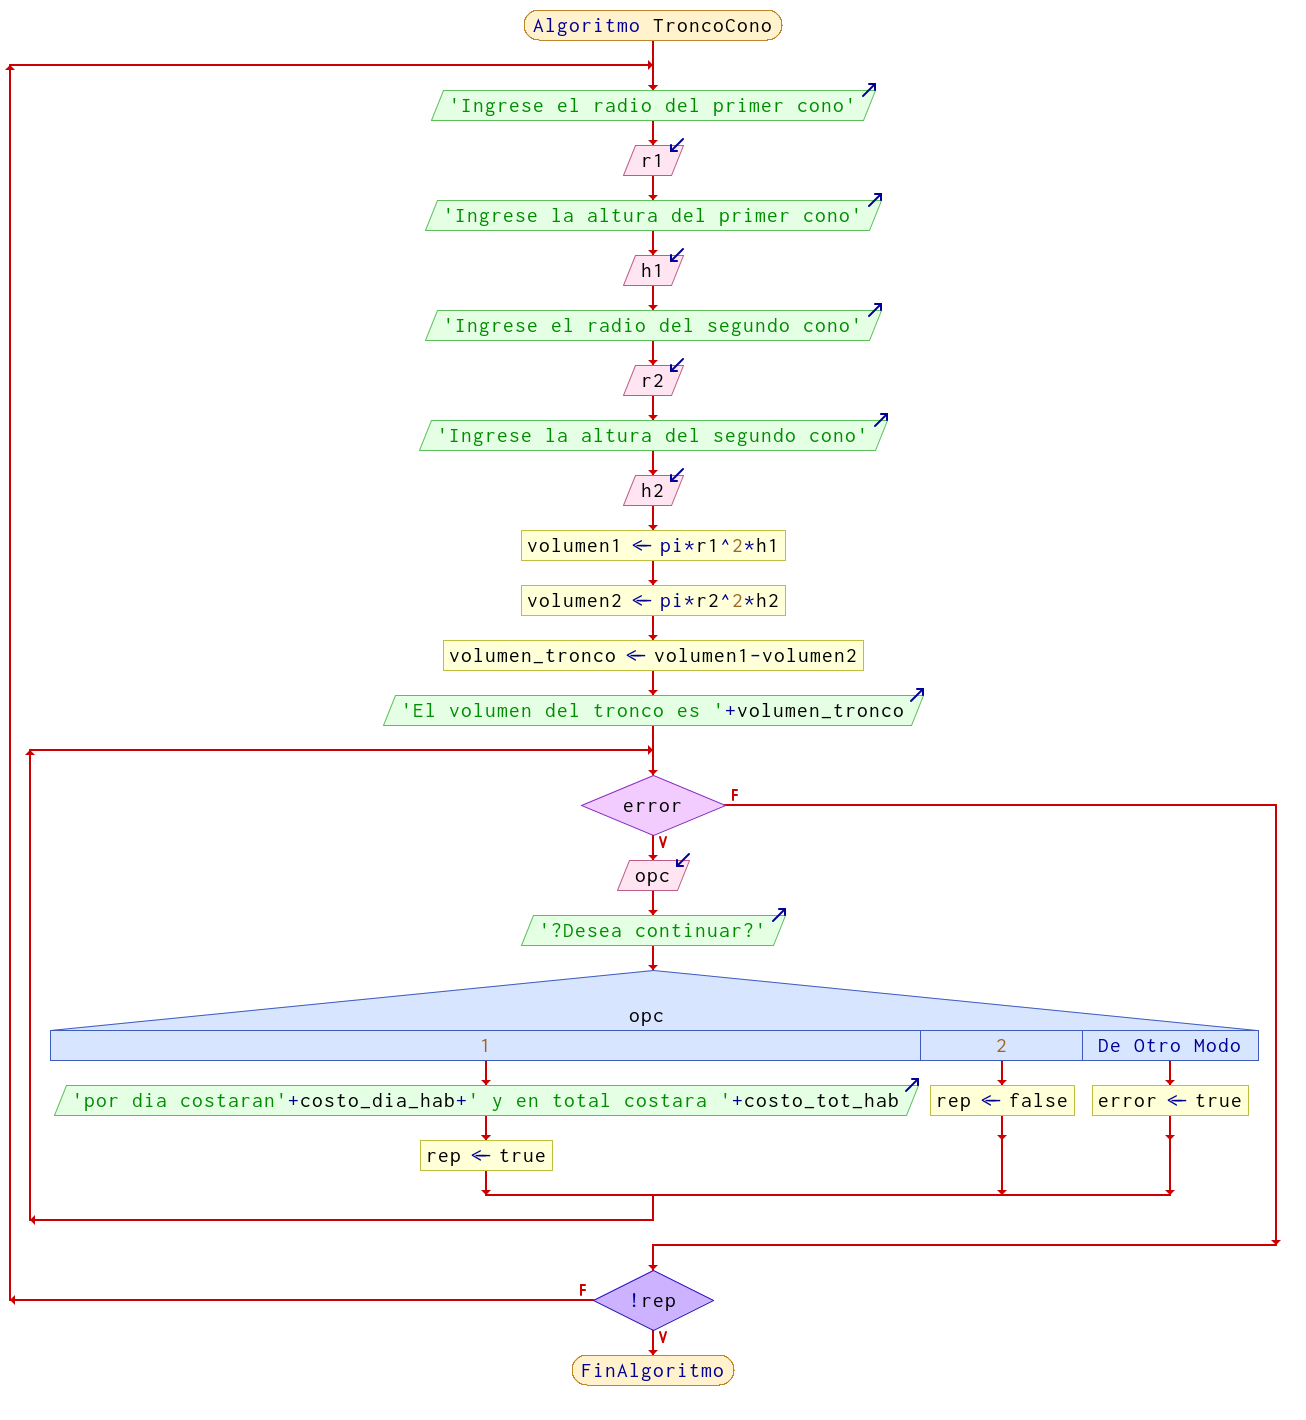 Algoritmo TroncoCono
'Ingrese el radio del primer cono'
r1
'Ingrese la altura del primer cono'
h1
'Ingrese el radio del segundo cono'
r2
'Ingrese la altura del segundo cono'
h2
volumen1 ← pi*r1^2*h1
volumen2 ← pi*r2^2*h2
volumen_tronco ← volumen1-volumen2
'El volumen del tronco es '+volumen_tronco
F
error
V
opc
'?Desea continuar?'
opc
1 2 De Otro Modo
'por dia costaran'+costo_dia_hab+' y en total costara '+costo_tot_hab rep ← false error ← true
rep ← true
F
!rep
V
FinAlgoritmo